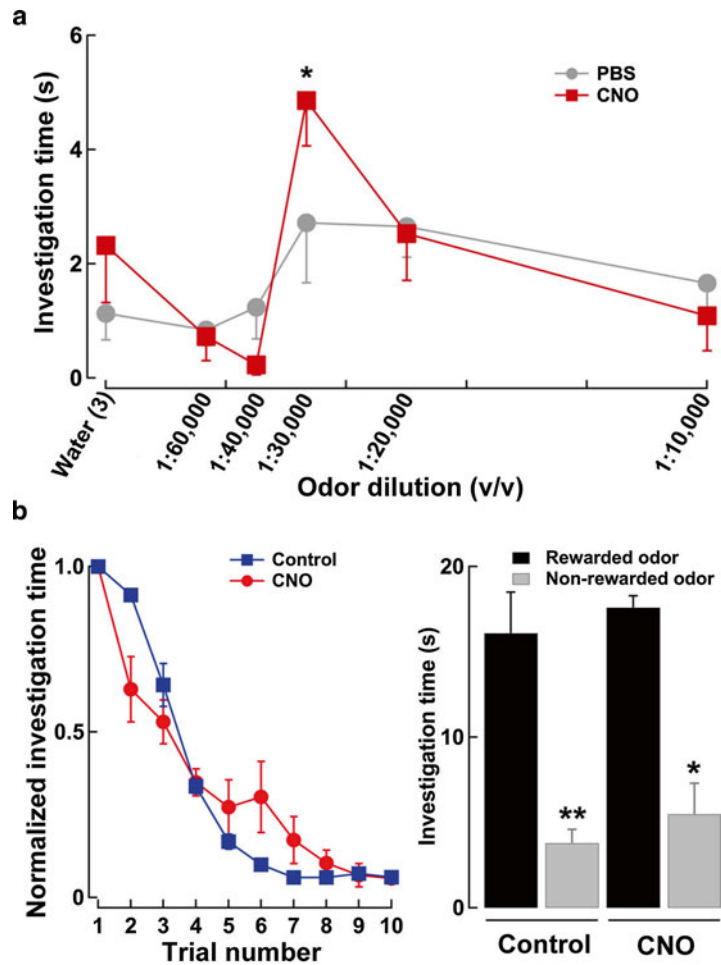 a
6
4
2
0
Investigation time (s)
*
PBS
CNO
Water (3)
1:60,000
1:40,000
1:30,000
1:20,000
1:10,000
Odor dilution (v/v)
b
1.0
0.5
0
Normalized investigation time
Control
CNO
1 2 3 4 5 6 7 8 9 10
Trial number
20
10
0
Investigation time (s)
Rewarded odor
Non-rewarded odor
**
*
Control CNO